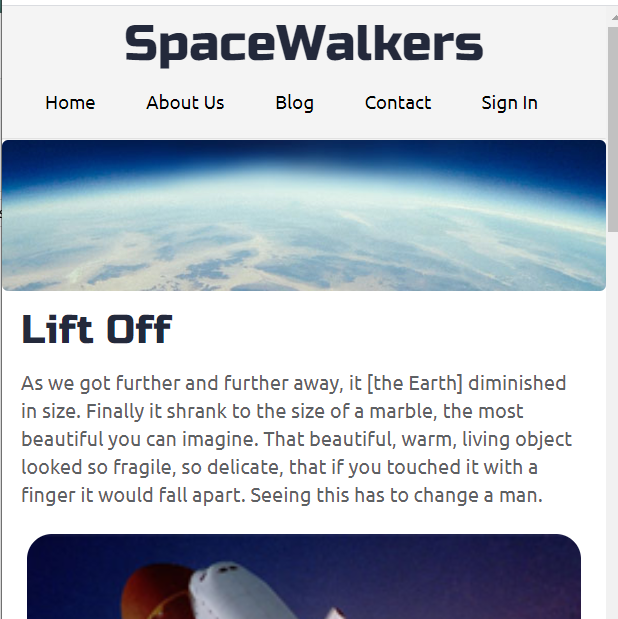 SpaceWalkers
Home About Us Blog Contact Sign In
Lift Off
As we got further and further away, it [the Earth] diminished
in size. Finally it shrank to the size of a marble, the most
beautiful you can imagine. That beautiful, warm, living object
looked so fragile, so delicate, that if you touched it with a
finger it would fall apart. Seeing this has to change a man.